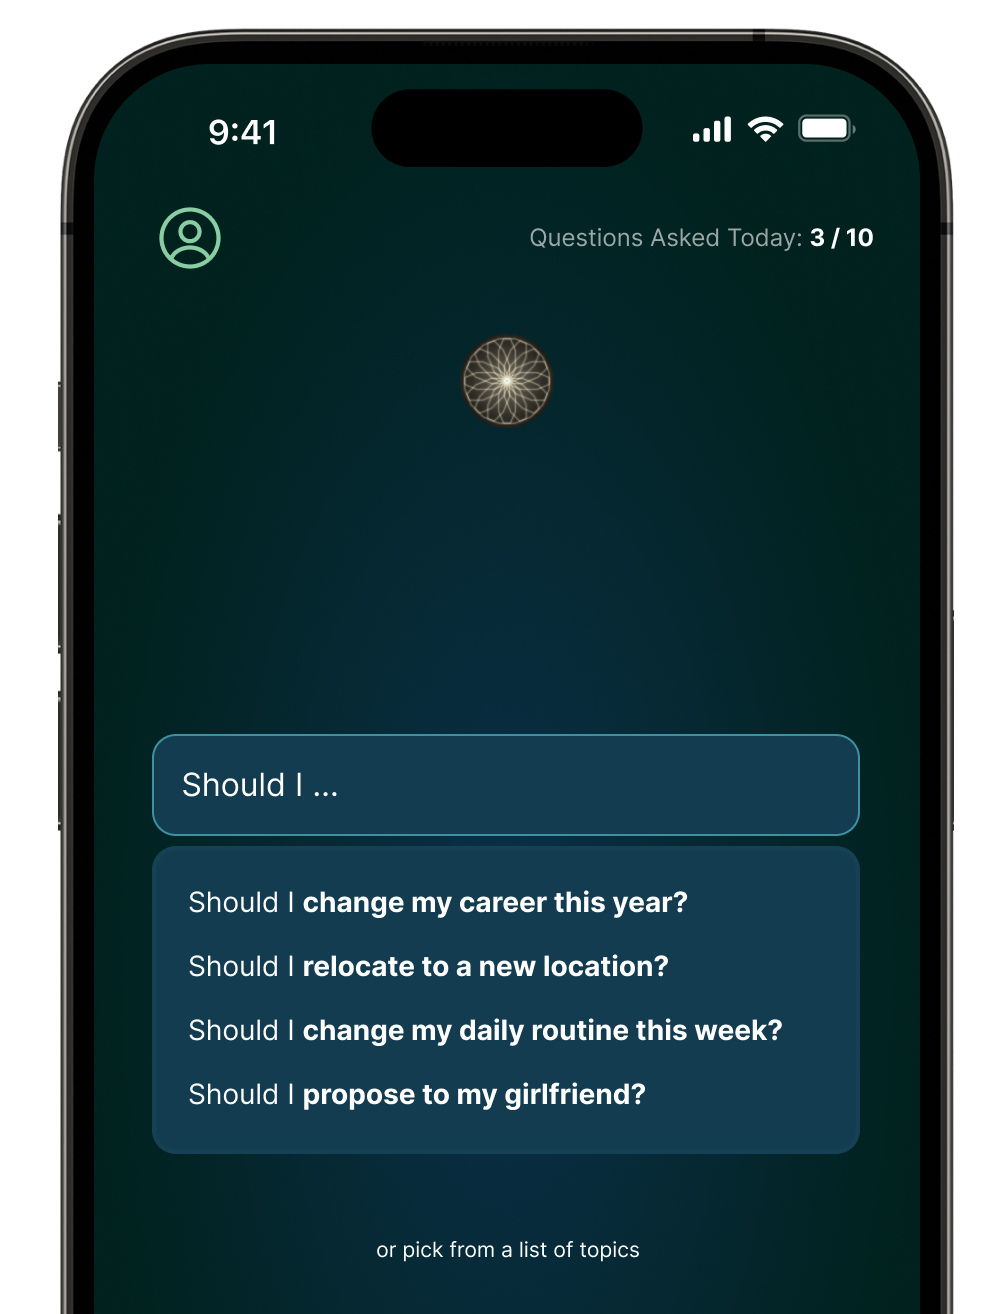 9:41
Questions Asked Today: 3 / 10
Should I ...
Should I change my career this year?
Should I relocate to a new location?
Should I change my daily routine this week?
Should I propose to my girlfriend?
or pick from a list of topics